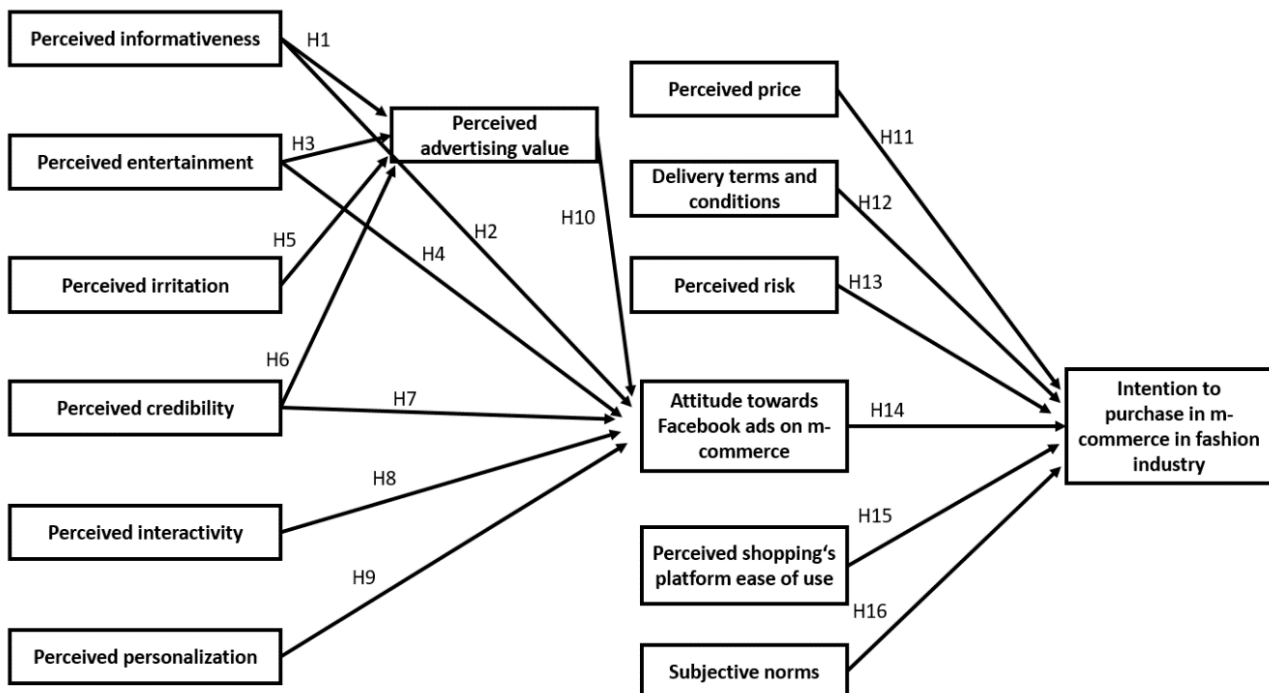 Perceived informativeness
H1
Perceived price
Perceived
advertising value
H11
Perceived entertainment
H3
Delivery terms and
conditions
H12
H10
H2
H5
H4
Perceived irritation
Perceived risk
H13
H6
Perceived credibility
H7
Attitude towards
Facebook ads on m-
commerce
H14
Intention to
purchase in m-
commerce in fashion
industry
H8
Perceived interactivity
H15
Perceived shopping‘s
platform ease of use
H9
H16
Perceived personalization
Subjective norms